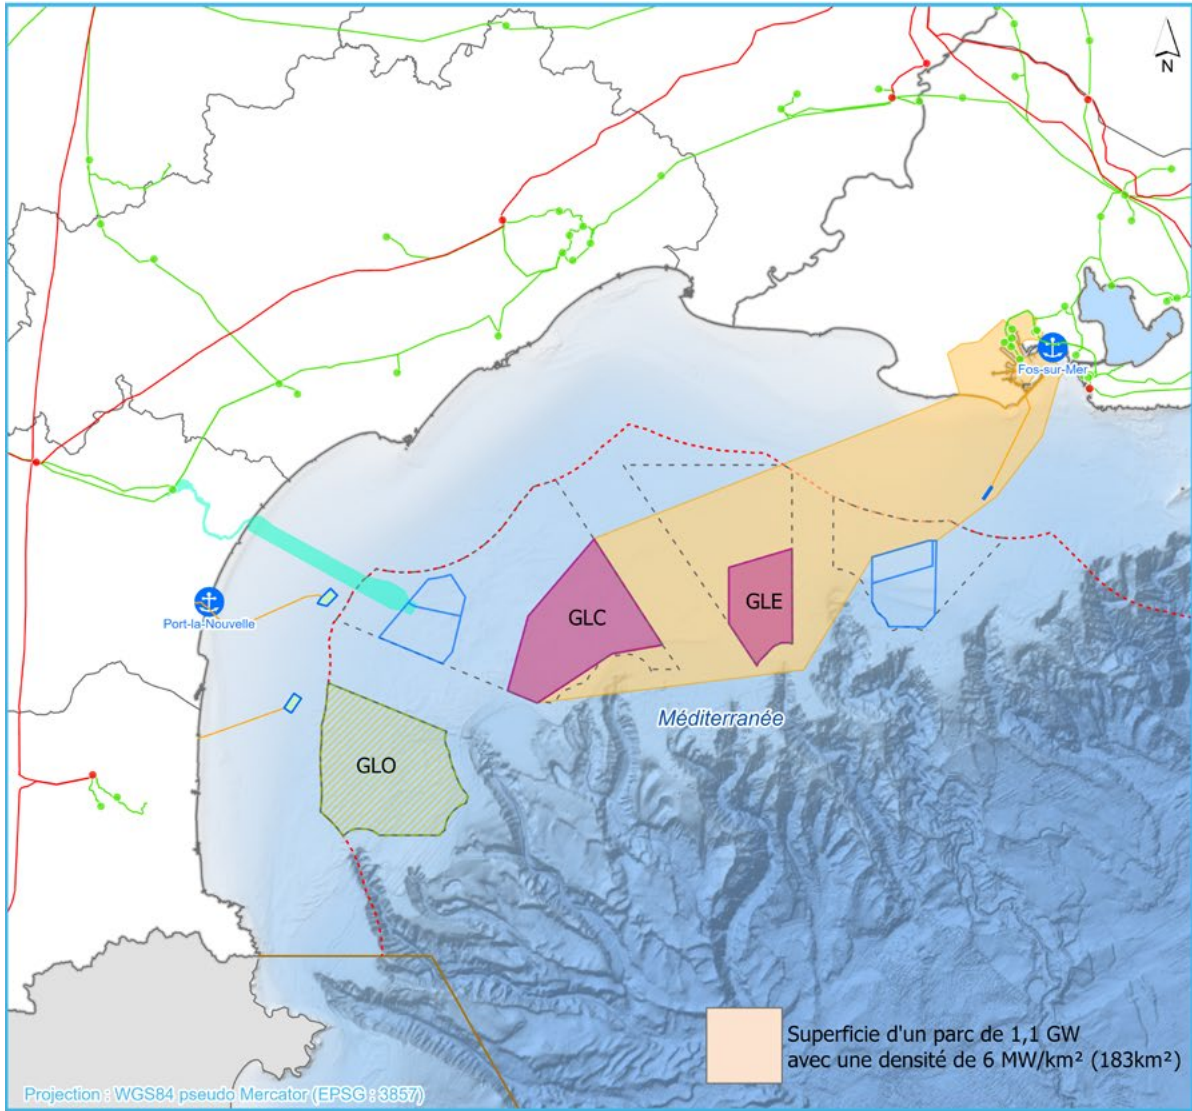 N
Fos-sur-Mer
Port-la-Nouvelle
GLC
GLE
Méditerranée
GLO
Superficie d'un parc de 1,1 GW
avec une densité de 6 MW/km² (183km²)
Projection : WGS84 pseudo Mercator (EPSG : 3857)